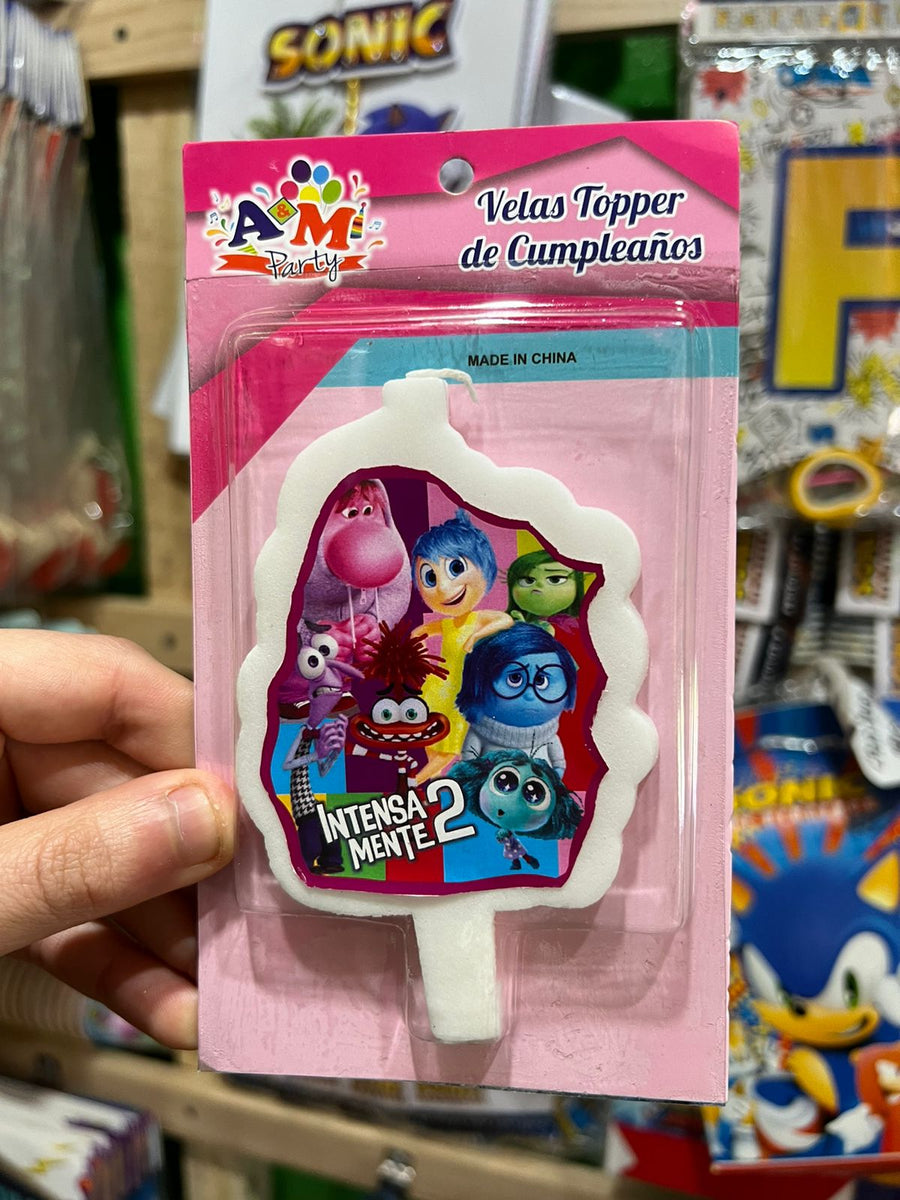 SONIC
A&M
Party
Velas Topper
de Cumpleaños
MADE IN CHINA
INTENSA
MENTE 2
F
SONIC